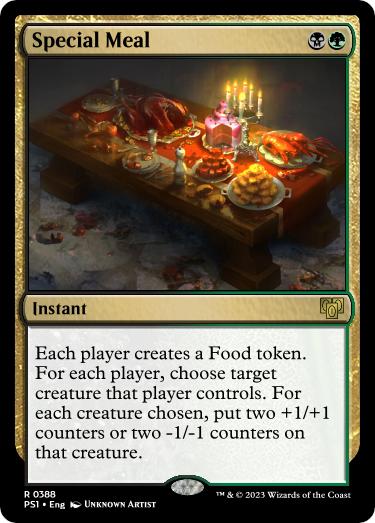 Special Meal
Instant
Each player creates a Food token.
For each player, choose target
creature that player controls. For
each creature chosen, put two +1/+1
counters or two -1/-1 counters on
that creature.
R 0388
PS1 • Eng Unknown Artist
™ & © 2023 Wizards of the Coast